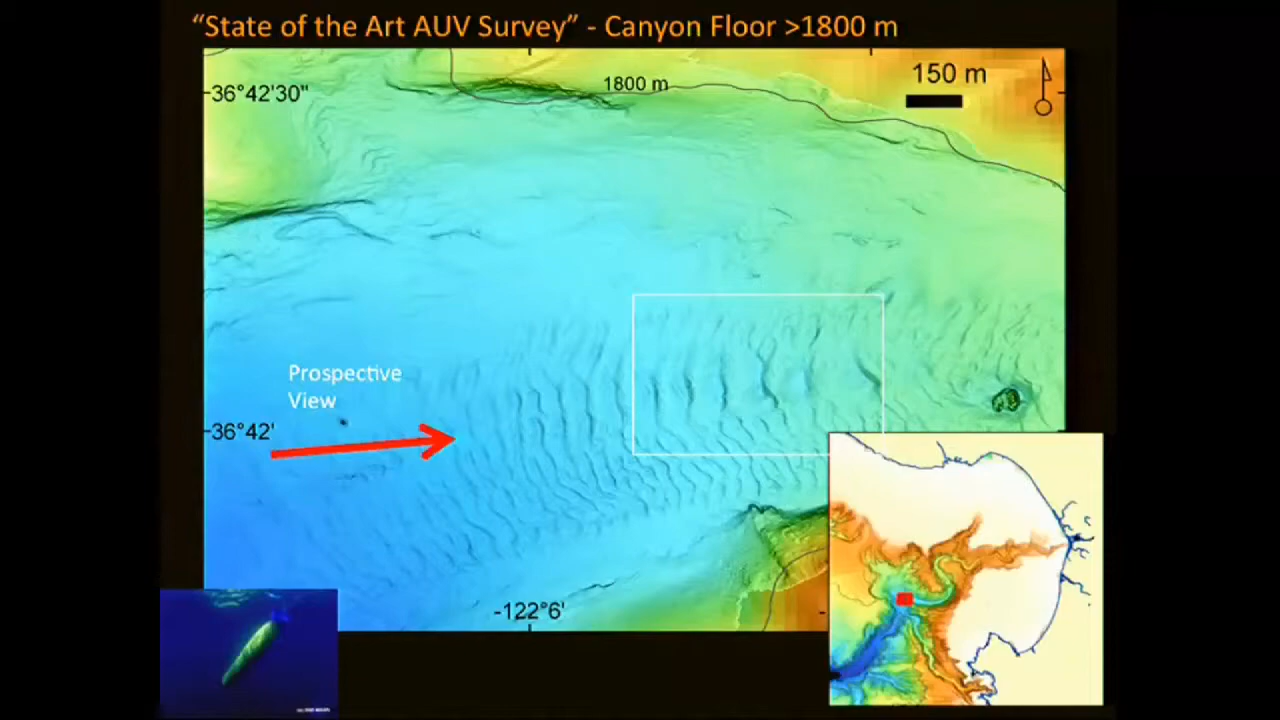 “State of the Art AUV Survey” - Canyon Floor >1800 m
1800 m
150 m
36°42'30"
Prospective
View
36°42'
-122°6'